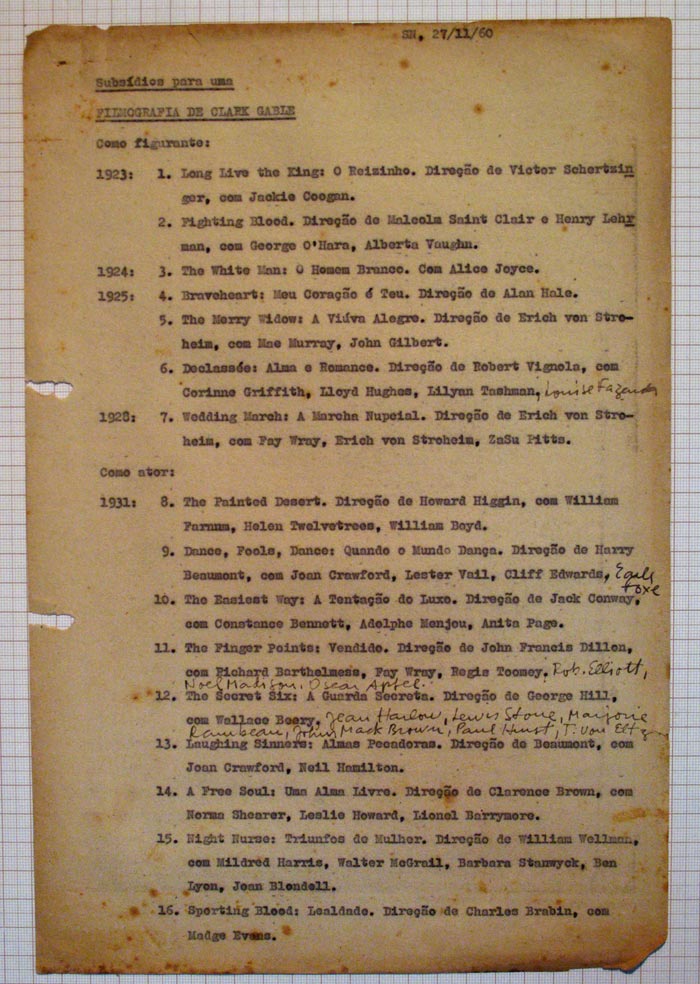 SN, 27/11/60
Subsídios para uma
FILMOGRAFIA DE CLARK GABLE
Como figurante:
1923: 1. Long Live the King: O Reizinho. Direção de Victor Schertzin
ger, com Jackie Coogan.
2. Fighting Blood. Direção de Malcolm Saint Clair e Henry Lehr
man, com George O'Hara, Alberta Vaughn.
1924: 3. The White Man: O Homem Branco. Com Alice Joyce.
1925: 4. Braveheart: Meu Coração é Teu. Direção de Alan Hale.
5. The Merry Widow: A Viúva Alegre. Direção de Erich von Stro-
heim, com Mae Murray, John Gilbert.
6. Declassée: Alma e Romance. Direção de Robert Vignola, com
Corinne Griffith, Lloyd Hughes, Lilyan Tashman, Louise Fazenda
1928: 7. Wedding March: A Marcha Nupcial. Direção de Erich von Stro-
heim, com Fay Wray, Erich von Stroheim, ZaSu Pitts.
Como ator:
1931: 8. The Painted Desert. Direção de Howard Higgin, com William
Farnum, Helen Twelvetrees, William Boyd.
9. Dance, Fools, Dance: Quando o Mundo Dança. Direção de Harry
Beaumont, com Joan Crawford, Lester Vail, Cliff Edwards, Earle
Foxe
10. The Easiest Way: A Tentação do Luxo. Direção de Jack Conway,
com Constance Bennett, Adolphe Menjou, Anita Page.
11. The Finger Points: Vendido. Direção de John Francis Dillon,
com Richard Barthelmess, Fay Wray, Regis Toomey. Rob. Elliott,
Noel Madison, Oscar Apfel.
12. The Secret Six: A Guarda Secreta. Direção de George Hill,
com Wallace Beery, Jean Harlow, Lewis Stone, Marjorie
Rambeau, John Mack Brown, Paul Hurst, T. Von Eltz
13. Laughing Sinners: Almas Pecadoras. Direção de Beaumont, com
Joan Crawford, Neil Hamilton.
14. A Free Soul: Uma Alma Livre. Direção de Clarence Brown, com
Norma Shearer, Leslie Howard, Lionel Barrymore.
15. Night Nurse: Triunfos de Mulher. Direção de William Wellman,
com Mildred Harris, Walter McGrail, Barbara Stanwyck, Ben
Lyon, Joan Blondell.
16. Sporting Blood: Lealdade. Direção de Charles Brabin, com
Madge Evans.